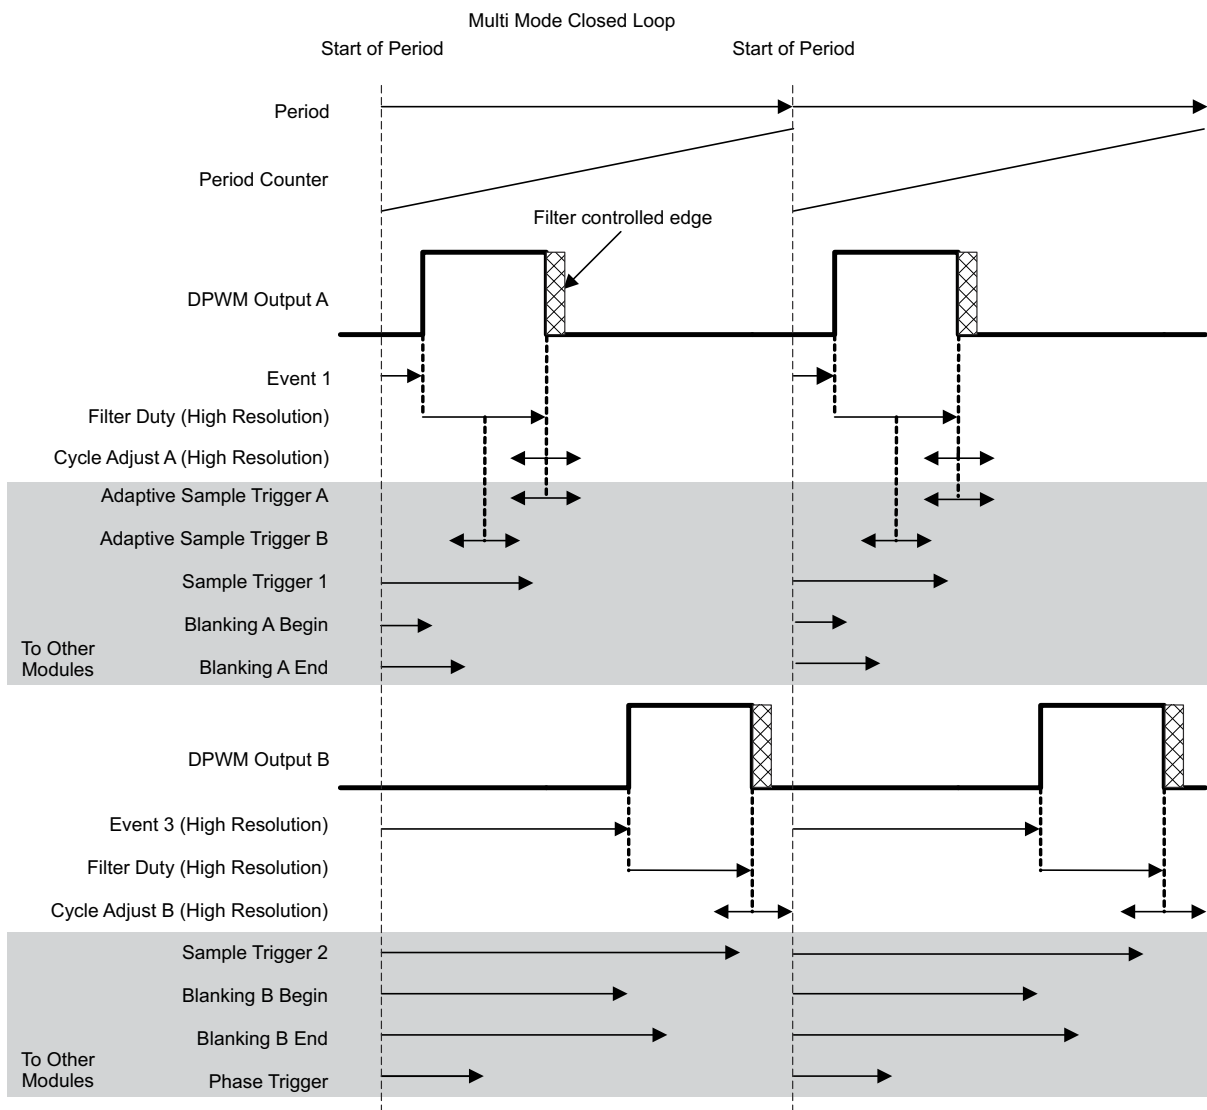 Multi Mode Closed Loop
Start of Period
Start of Period
Period
Period Counter
Filter controlled edge
DPWM Output A
Event 1
Filter Duty (High Resolution)
Cycle Adjust A (High Resolution)
Adaptive Sample Trigger A
Adaptive Sample Trigger B
Sample Trigger 1
Blanking A Begin
To Other
Modules
Blanking A End
DPWM Output B
Event 3 (High Resolution)
Filter Duty (High Resolution)
Cycle Adjust B (High Resolution)
Sample Trigger 2
Blanking B Begin
Blanking B End
To Other
Modules
Phase Trigger